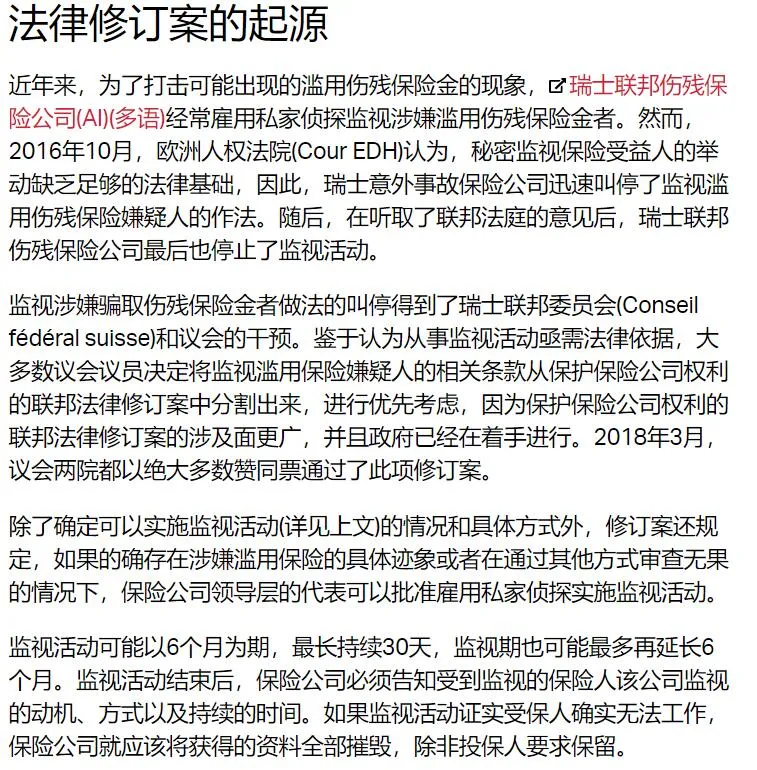 法律修订案的起源
近年来，为了打击可能出现的滥用伤残保险金的现象，瑞士联邦伤残保
险公司(AI)(多语)经常雇用私家侦探监视涉嫌滥用伤残保险金者。然而，
2016年10月，欧洲人权法院(Cour EDH)认为，秘密监视保险受益人的举
动缺乏足够的法律基础，因此，瑞士意外事故保险公司迅速叫停了监视滥
用伤残保险嫌疑人的作法。随后，在听取了联邦法庭的意见后，瑞士联邦
伤残保险公司最后也停止了监视活动。
监视涉嫌骗取伤残保险金者做法的叫停得到了瑞士联邦委员会(Conseil
fédéral suisse)和议会的干预。鉴于认为从事监视活动亟需法律依据，大
多数议会议员决定将监视滥用保险嫌疑人的相关条款从保护保险公司权利
的联邦法律修订案中分割出来，进行优先考虑，因为保护保险公司权利的
联邦法律修订案的涉及面更广，并且政府已经在着手进行。2018年3月，
议会两院都以绝大多数赞同票通过了此项修订案。
除了确定可以实施监视活动(详见上文)的情况和具体方式外，修订案还规
定，如果的确存在涉嫌滥用保险的具体迹象或者在通过其他方式审查无果
的情况下，保险公司领导层的代表可以批准雇用私家侦探实施监视活动。
监视活动可能以6个月为期，最长持续30天，监视期也可能最多再延长6
个月。监视活动结束后，保险公司必须告知受到监视的保险人该公司监视
的动机、方式以及持续的时间。如果监视活动证实受保人确实无法工作，
保险公司就应该将获得的资料全部摧毁，除非投保人要求保留。